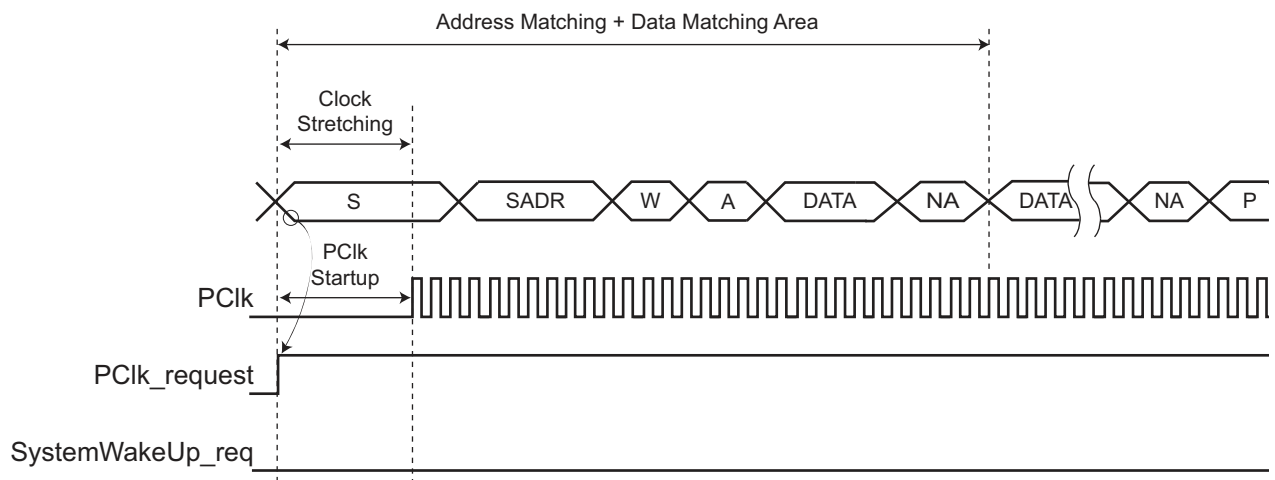 Address Matching + Data Matching Area
Clock
Stretching
S
SADR
W
A
DATA
NA
DATA
NA
P
PClk
Startup
PClk
PClk_request
SystemWakeUp_req